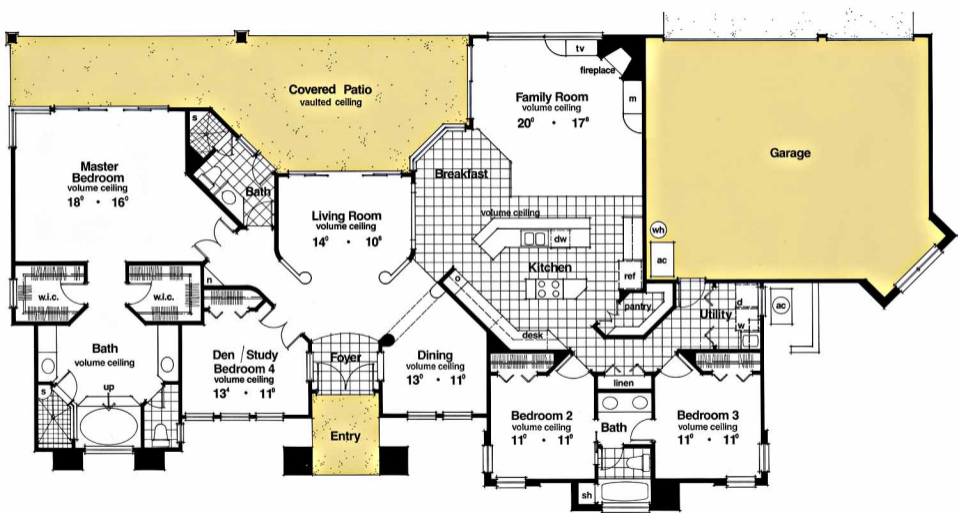 Covered Patio
vaulted ceiling
tv
fireplace
m
Family Room
volume ceiling
20⁰ · 17⁸
Garage
s
Master
Bedroom
volume ceiling
18⁰ · 16⁰
Bath
Breakfast
Living Room
volume ceiling
14⁰ · 10⁸
volume ceiling
dw
Kitchen
ref
wh
ac
w.i.c.
w.i.c.
n
o
pantry
Utility
d
w
ac
desk
Bath
volume ceiling
up
s
Den / Study
Bedroom 4
volume ceiling
13⁴ · 11⁰
Foyer
Dining
volume ceiling
13⁰ · 11⁰
linen
Entry
Bedroom 2
volume ceiling
11⁰ · 11⁰
Bath
Bedroom 3
volume ceiling
11⁰ · 11⁰
sh